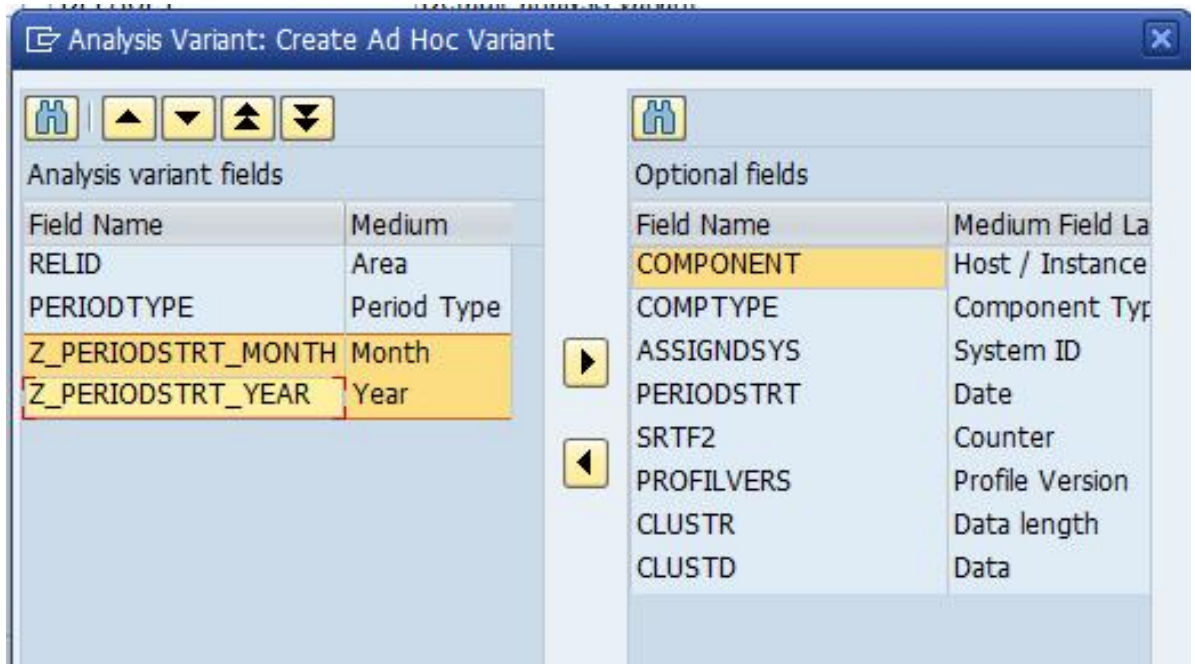 Analysis Variant: Create Ad Hoc Variant
Analysis variant fields
Field Name Medium
RELID Area
PERIODTYPE Period Type
Z_PERIODSTRT_MONTH Month
Z_PERIODSTRT_YEAR Year
Optional fields
Field Name Medium Field La
COMPONENT Host / Instance
COMPTYPE Component Typ
ASSIGNDSYS System ID
PERIODSTRT Date
SRTF2 Counter
PROFILVERS Profile Version
CLUSTR Data length
CLUSTD Data